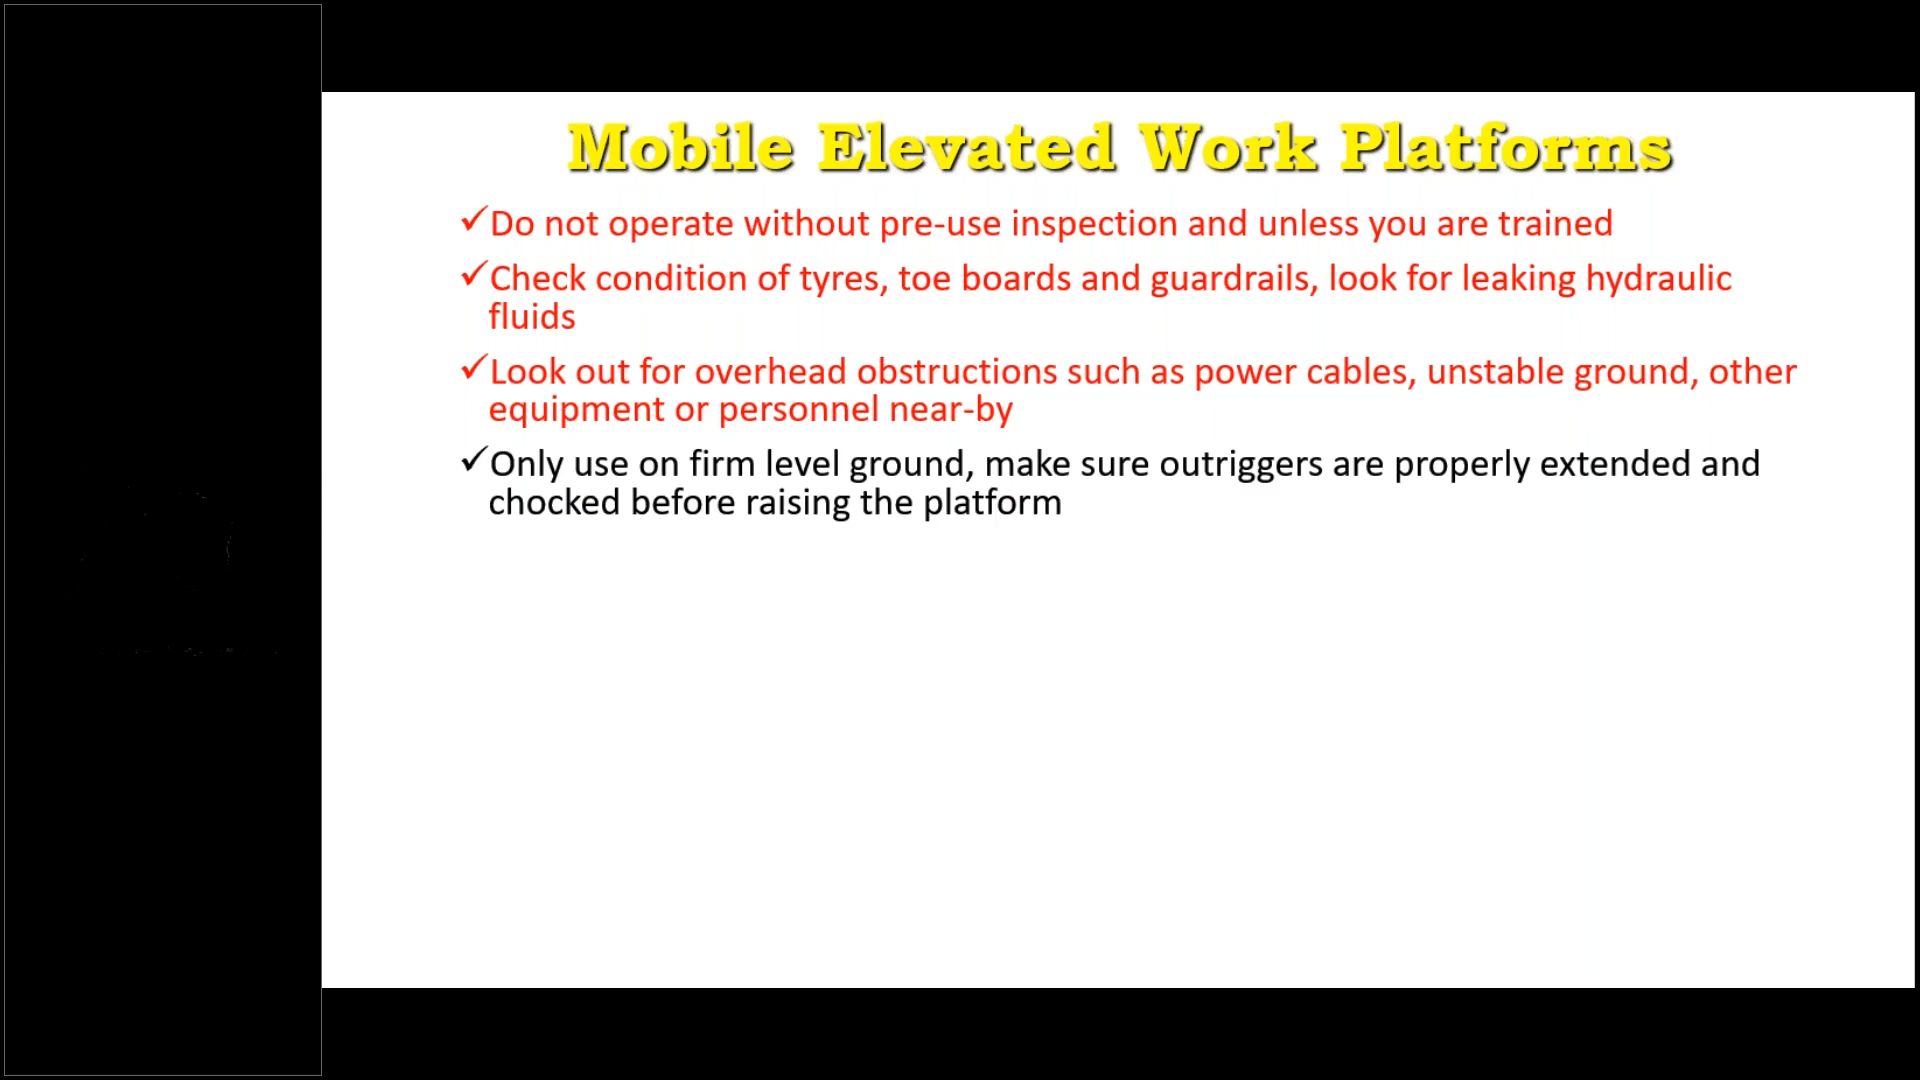 Mobile Elevated Work Platforms
✓Do not operate without pre-use inspection and unless you are trained
✓Check condition of tyres, toe boards and guardrails, look for leaking hydraulic
fluids
✓Look out for overhead obstructions such as power cables, unstable ground, other
equipment or personnel near-by
✓Only use on firm level ground, make sure outriggers are properly extended and
chocked before raising the platform